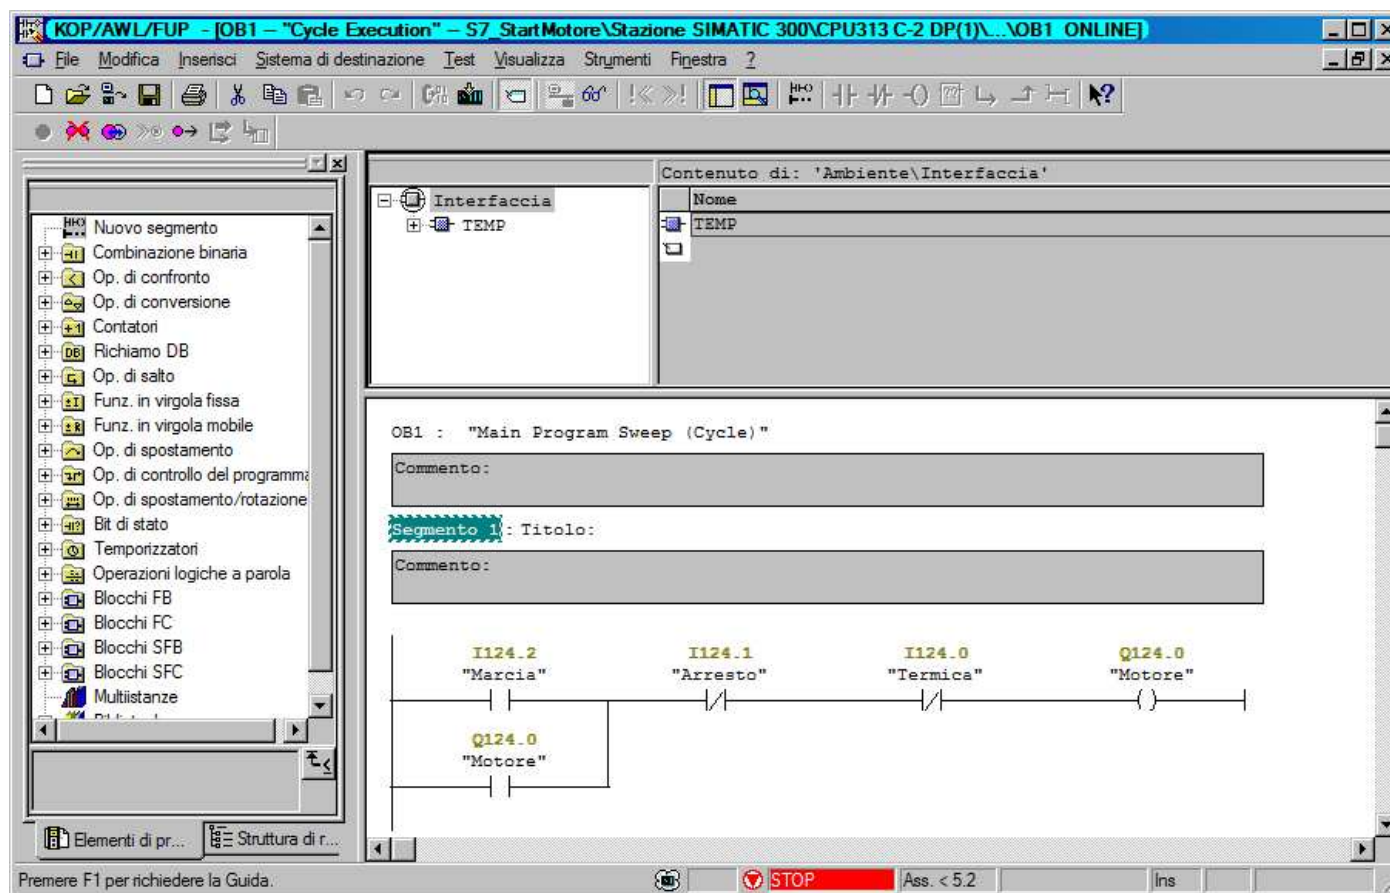 KOP/AWL/FUP - [OB1 -- "Cycle Execution" -- S7_StartMotore\Stazione SIMATIC 300\CPU313 C-2 DP(1)\...\OB1 ONLINE]
File Modifica Inserisci Sistema di destinazione Test Visualizza Strumenti Finestra ?
Contenuto di: 'Ambiente\Interfaccia'
Interfaccia
TEMP
Nome
TEMP
Nuovo segmento
Combinazione binaria
Op. di confronto
Op. di conversione
Contatori
Richiamo DB
Op. di salto
Funz. in virgola fissa
Funz. in virgola mobile
Op. di spostamento
Op. di controllo del programma
Op. di spostamento/rotazione
Bit di stato
Temporizzatori
Operazioni logiche a parola
Blocchi FB
Blocchi FC
Blocchi SFB
Blocchi SFC
Multiistanze
Elementi di pr... Struttura di r...
OB1 : "Main Program Sweep (Cycle)"
Commento:
Segmento 1: Titolo:
Commento:
I124.2 I124.1 I124.0 Q124.0
"Marcia" "Arresto" "Termica" "Motore"
Q124.0
"Motore"
Premere F1 per richiedere la Guida. STOP Ass. < 5.2 Ins